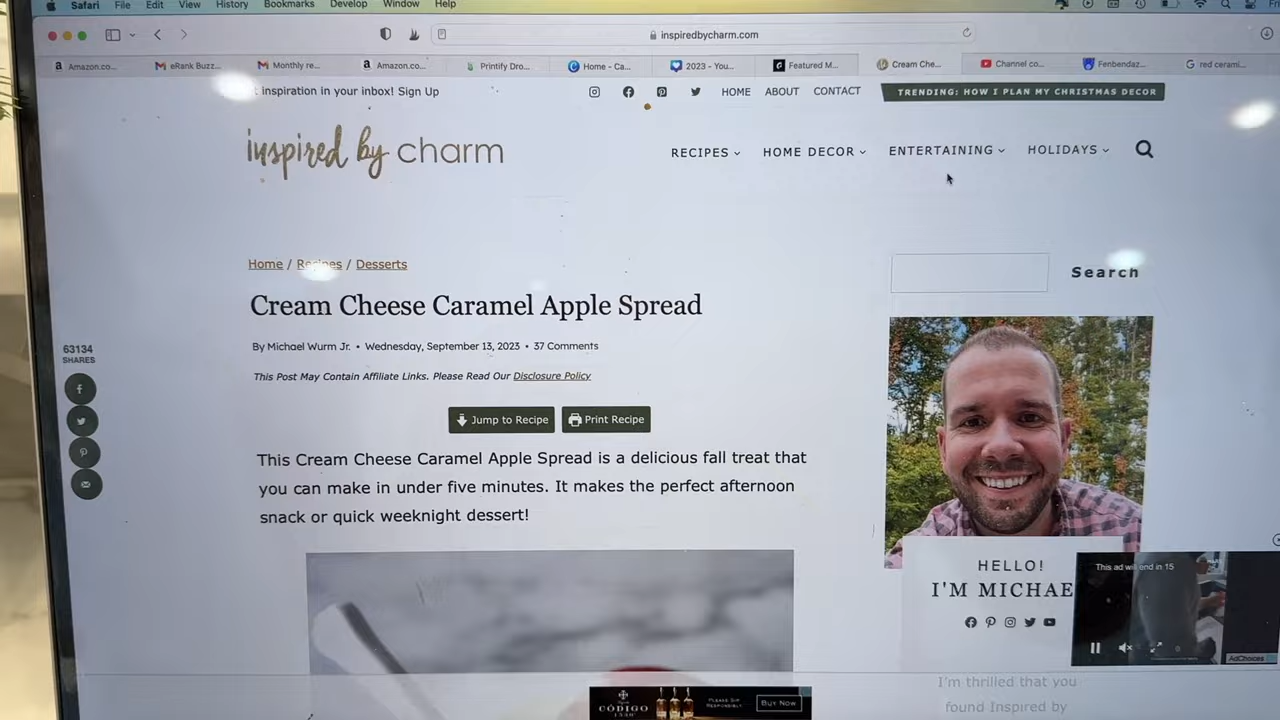 Safari File Edit View History Bookmarks Develop Window Help
inspiredbycharm.com
Amazon.co... eRank Buzz... Monthly re... Amazon.co... Printify Dro... Home - Ca... 2023 - You... Featured M... Cream Che... Channel co... Fenbendaz... red cerami...
inspiration in your inbox! Sign Up HOME ABOUT CONTACT TRENDING: HOW I PLAN MY CHRISTMAS DECOR
inspired by charm
RECIPES HOME DECOR ENTERTAINING HOLIDAYS
Home / Recipes / Desserts
Search
Cream Cheese Caramel Apple Spread
By Michael Wurm Jr. • Wednesday, September 13, 2023 • 37 Comments
63134
SHARES
This Post May Contain Affiliate Links. Please Read Our Disclosure Policy
Jump to Recipe Print Recipe
This Cream Cheese Caramel Apple Spread is a delicious fall treat that
you can make in under five minutes. It makes the perfect afternoon
snack or quick weeknight dessert!
HELLO!
I'M MICHAE
This ad will end in 15
AdChoices
I'm thrilled that you
found Inspired by
CÓDIGO
1530
PLEASE SIP
RESPONSIBLY.
BUY NOW